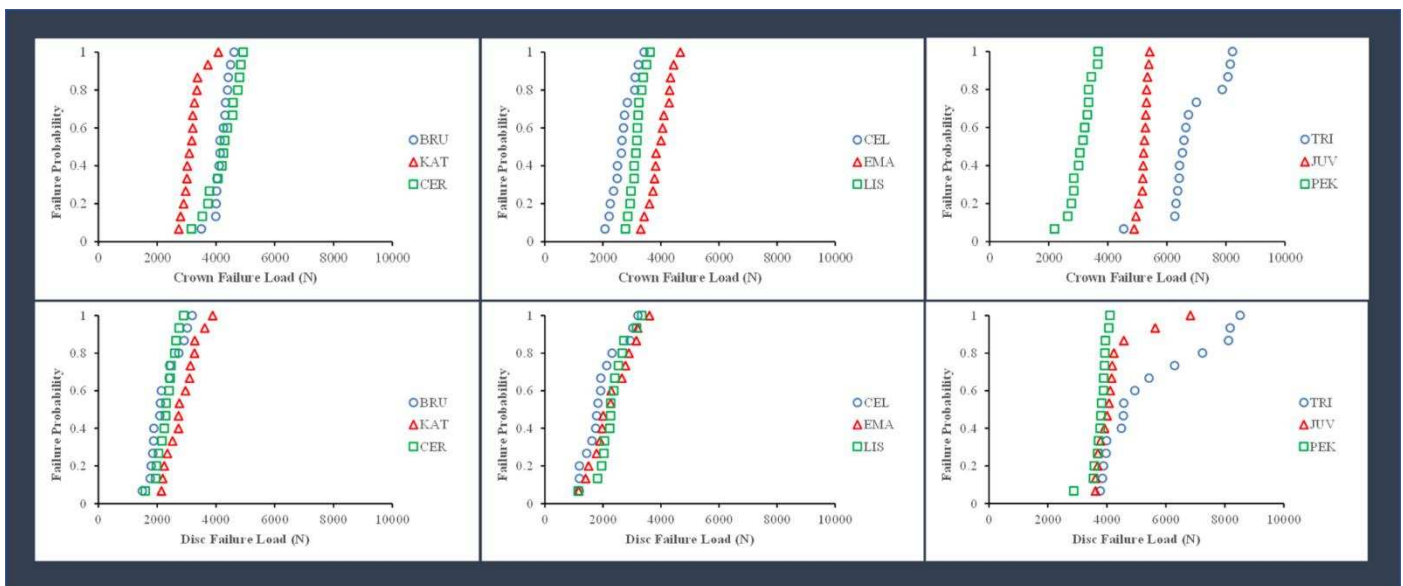 Failure Probability
1
0.8
0.6
0.4
0.2
0
0 2000 4000 6000 8000 10000
Crown Failure Load (N)
BRU
KAT
CER
Failure Probability
1
0.8
0.6
0.4
0.2
0
0 2000 4000 6000 8000 10000
Crown Failure Load (N)
CEL
EMA
LIS
Failure Probability
1
0.8
0.6
0.4
0.2
0
0 2000 4000 6000 8000 10000
Crown Failure Load (N)
TRI
JUV
PEK
Failure Probability
1
0.8
0.6
0.4
0.2
0
0 2000 4000 6000 8000 10000
Disc Failure Load (N)
BRU
KAT
CER
Failure Probability
1
0.8
0.6
0.4
0.2
0
0 2000 4000 6000 8000 10000
Disc Failure Load (N)
CEL
EMA
LIS
Failure Probability
1
0.8
0.6
0.4
0.2
0
0 2000 4000 6000 8000 10000
Disc Failure Load (N)
TRI
JUV
PEK